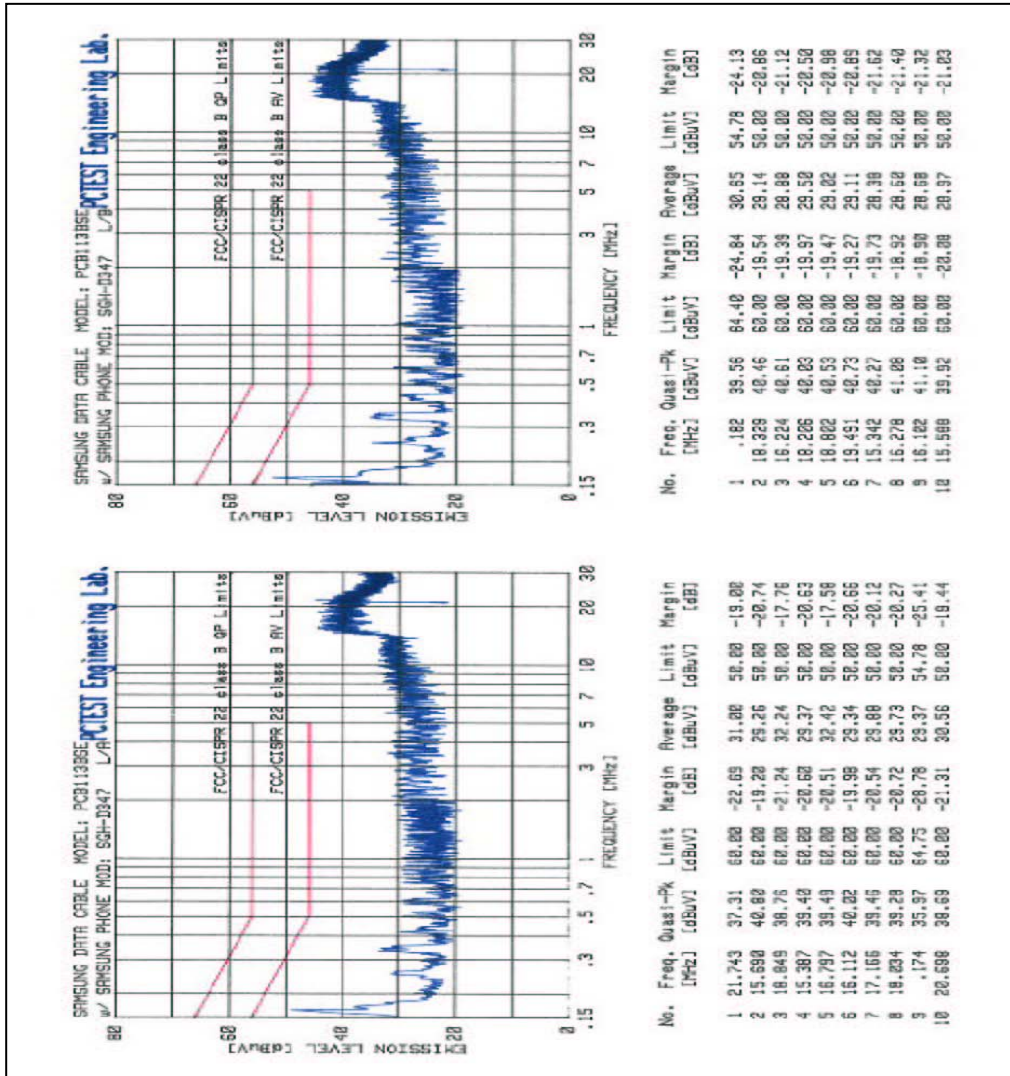 SAMSUNG DATA CABLE MODEL: PCB113BSE
w/ SAMSUNG PHONE MOD: SGH-D347 L/A
PCTEST Engineering Lab.
80
60
40
20
0
EMISSION LEVEL [dBuV]
FCC/CISPR 22 class B QP Limits
FCC/CISPR 22 class B AV Limits
.15 .3 .5 .7 1 3 5 7 10 20 30
FREQUENCY [MHz]
No. Freq. Quasi-Pk Limit Margin Average Limit Margin
[MHz] [dBuV] [dBuV] [dB] [dBuV] [dBuV] [dB]
1 21.743 37.31 60.00 -22.69 31.00 50.00 -19.00
2 15.690 40.80 60.00 -19.20 29.26 50.00 -20.74
3 18.849 38.76 60.00 -21.24 32.24 50.00 -17.76
4 15.387 39.40 60.00 -20.60 29.37 50.00 -20.63
5 16.797 39.49 60.00 -20.51 32.42 50.00 -17.58
6 16.112 40.02 60.00 -19.98 29.34 50.00 -20.66
7 17.166 39.46 60.00 -20.54 29.88 50.00 -20.12
8 18.034 39.28 60.00 -20.72 29.73 50.00 -20.27
9 .174 35.97 64.75 -28.78 29.37 54.78 -25.41
10 20.698 38.69 60.00 -21.31 30.56 50.00 -19.44
SAMSUNG DATA CABLE MODEL: PCB113BSE
w/ SAMSUNG PHONE MOD: SGH-D347 L/B
PCTEST Engineering Lab.
80
60
40
20
0
EMISSION LEVEL [dBuV]
FCC/CISPR 22 class B QP Limits
FCC/CISPR 22 class B AV Limits
.15 .3 .5 .7 1 3 5 7 10 20 30
FREQUENCY [MHz]
No. Freq. Quasi-Pk Limit Margin Average Limit Margin
[MHz] [dBuV] [dBuV] [dB] [dBuV] [dBuV] [dB]
1 .182 39.56 64.40 -24.84 30.65 54.78 -24.13
2 18.329 40.46 60.00 -19.54 29.14 50.00 -20.86
3 16.224 40.61 60.00 -19.39 28.88 50.00 -21.12
4 18.206 40.03 60.00 -19.97 29.50 50.00 -20.50
5 18.802 40.53 60.00 -19.47 29.02 50.00 -20.98
6 19.491 40.73 60.00 -19.27 29.11 50.00 -20.89
7 15.342 40.27 60.00 -19.73 28.38 50.00 -21.62
8 16.278 41.08 60.00 -18.92 28.60 50.00 -21.40
9 16.102 41.10 60.00 -18.90 28.68 50.00 -21.32
10 15.588 39.92 60.00 -20.08 28.97 50.00 -21.03